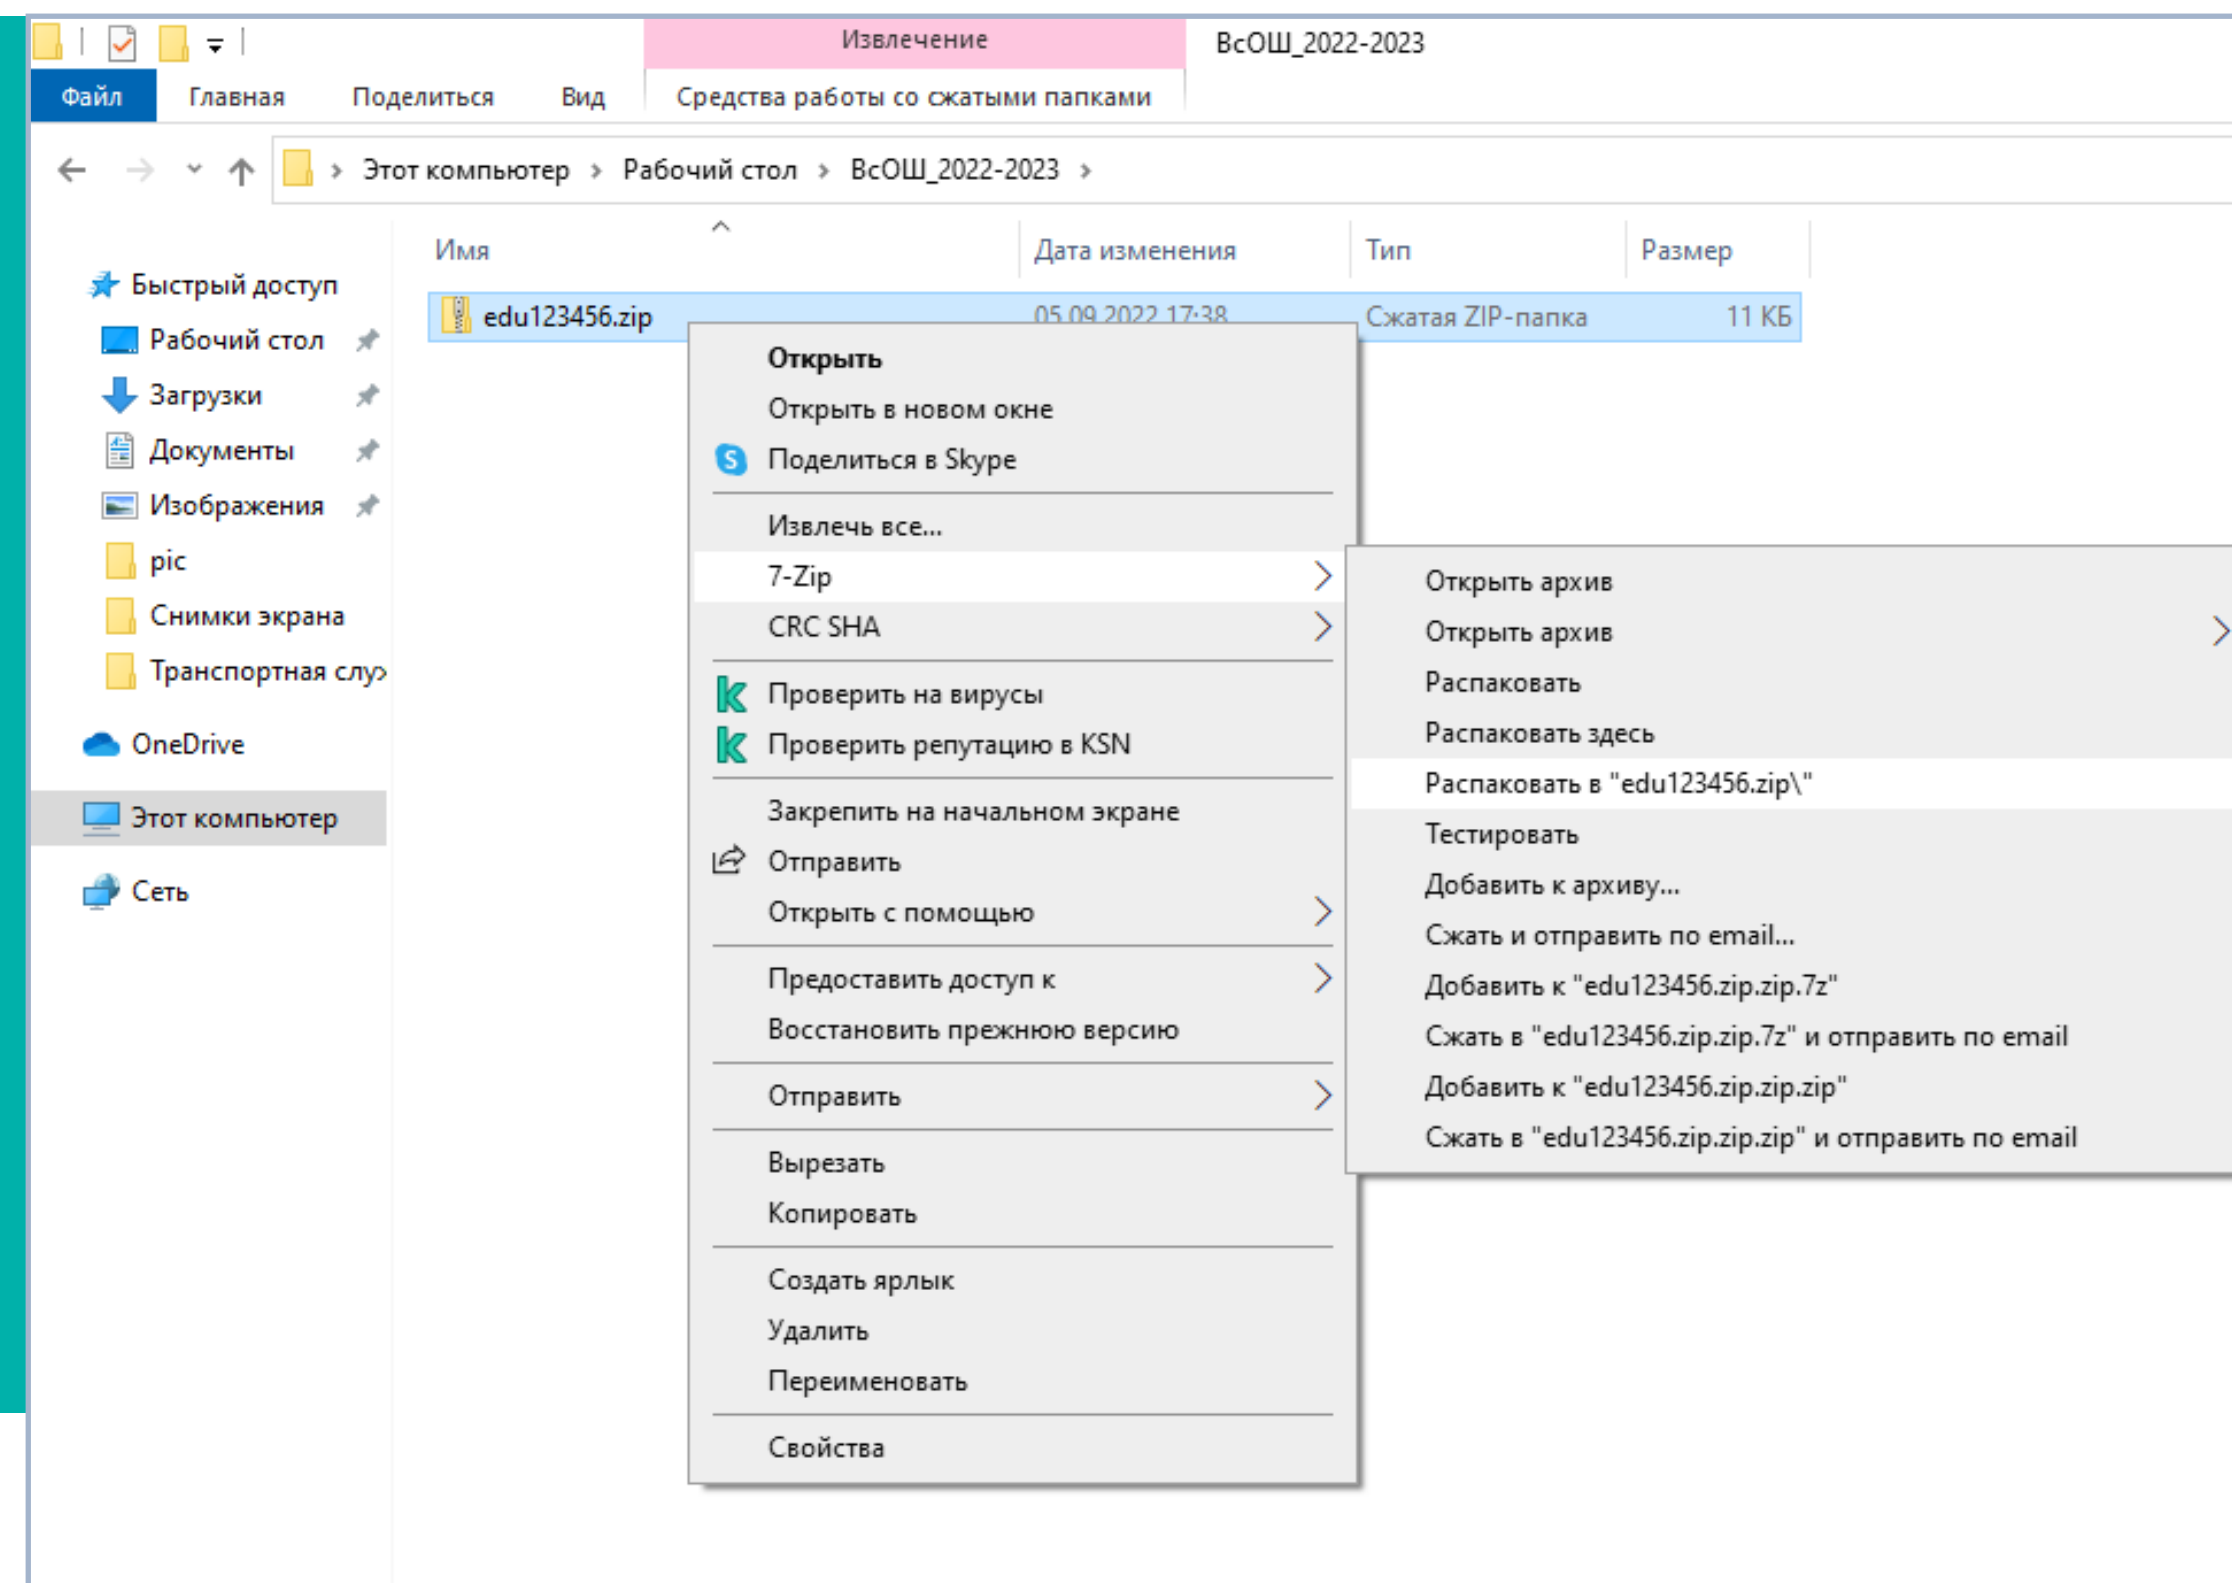 Извлечение
ВсОШ_2022-2023
Файл Главная Поделиться Вид Средства работы со сжатыми папками
Этот компьютер › Рабочий стол › ВсОШ_2022-2023 ›
Имя Дата изменения Тип Размер
edu123456.zip 05.09.2022 17:38 Сжатая ZIP-папка 11 КБ
Быстрый доступ
Рабочий стол
Загрузки
Документы
Изображения
pic
Снимки экрана
Транспортная слу
OneDrive
Этот компьютер
Сеть
Открыть
Открыть в новом окне
Поделиться в Skype
Извлечь все...
7-Zip
CRC SHA
Проверить на вирусы
Проверить репутацию в KSN
Закрепить на начальном экране
Отправить
Открыть с помощью
Предоставить доступ к
Восстановить прежнюю версию
Отправить
Вырезать
Копировать
Создать ярлык
Удалить
Переименовать
Свойства
Открыть архив
Открыть архив
Распаковать
Распаковать здесь
Распаковать в "edu123456.zip\"
Тестировать
Добавить к архиву...
Сжать и отправить по email...
Добавить к "edu123456.zip.zip.7z"
Сжать в "edu123456.zip.zip.7z" и отправить по email
Добавить к "edu123456.zip.zip.zip"
Сжать в "edu123456.zip.zip.zip" и отправить по email